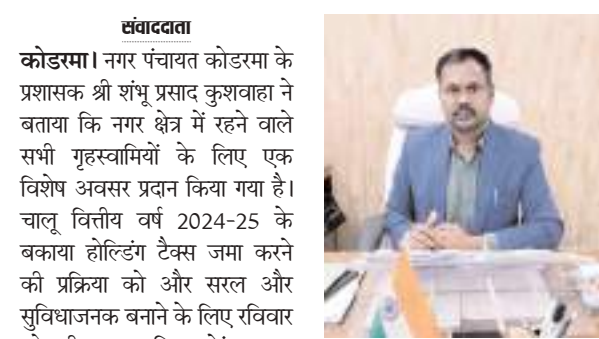 संवाददाता
कोडरमा। नगर पंचायत कोडरमा के
प्रशासक श्री शंभू प्रसाद कुशवाहा ने
बताया कि नगर क्षेत्र में रहने वाले
सभी गृहस्वामियों के लिए एक
विशेष अवसर प्रदान किया गया है।
चालू वित्तीय वर्ष 2024-25 के
बकाया होल्डिंग टैक्स जमा करने
की प्रक्रिया को और सरल और
सुविधाजनक बनाने के लिए रविवार